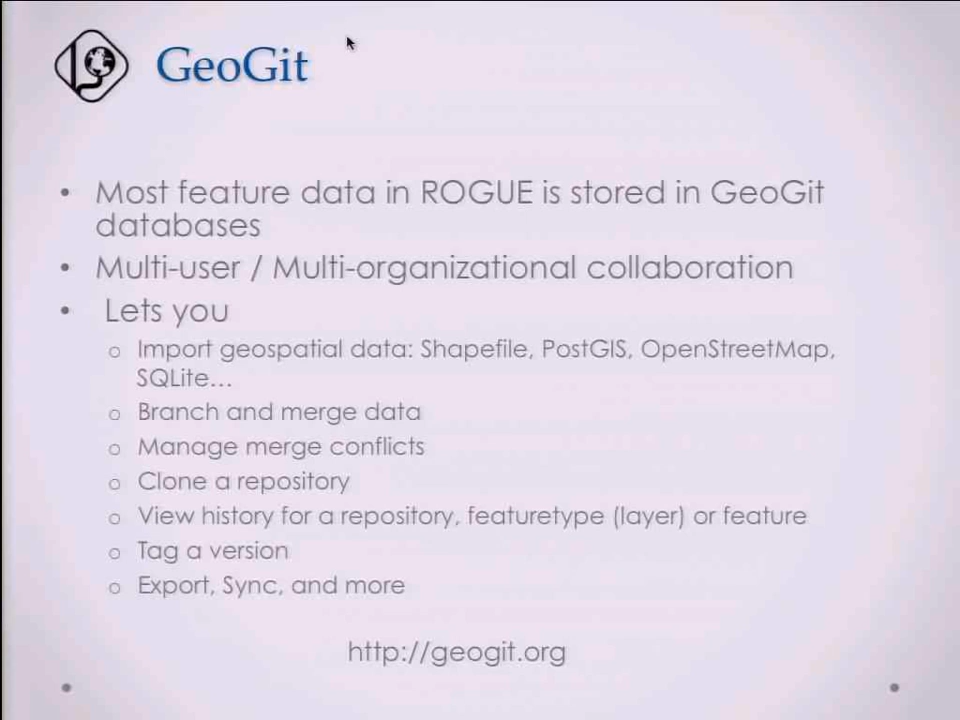 GeoGit
• Most feature data in ROGUE is stored in GeoGit
databases
• Multi-user / Multi-organizational collaboration
• Lets you
o Import geospatial data: Shapefile, PostGIS, OpenStreetMap,
SQLite...
o Branch and merge data
o Manage merge conflicts
o Clone a repository
o View history for a repository, featuretype (layer) or feature
o Tag a version
o Export, Sync, and more
http://geogit.org